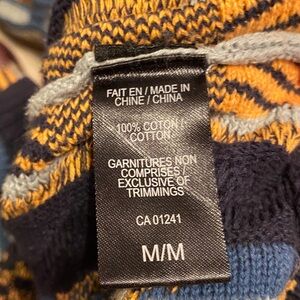 FAIT EN / MADE IN
CHINE / CHINA
100% COTON /
COTTON
GARNITURES NON
COMPRISES /
EXCLUSIVE OF
TRIMMINGS
CA 01241
M/M